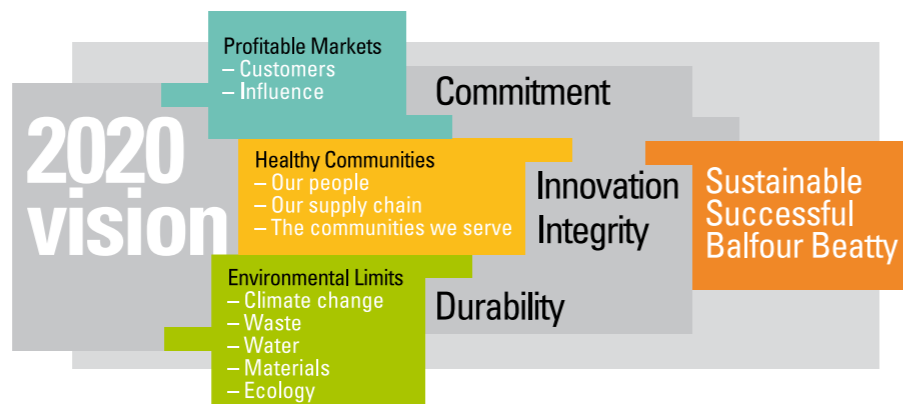 2020
vision
Profitable Markets
– Customers
– Influence
Healthy Communities
– Our people
– Our supply chain
– The communities we serve
Environmental Limits
– Climate change
– Waste
– Water
– Materials
– Ecology
Commitment
Innovation
Integrity
Durability
Sustainable
Successful
Balfour Beatty